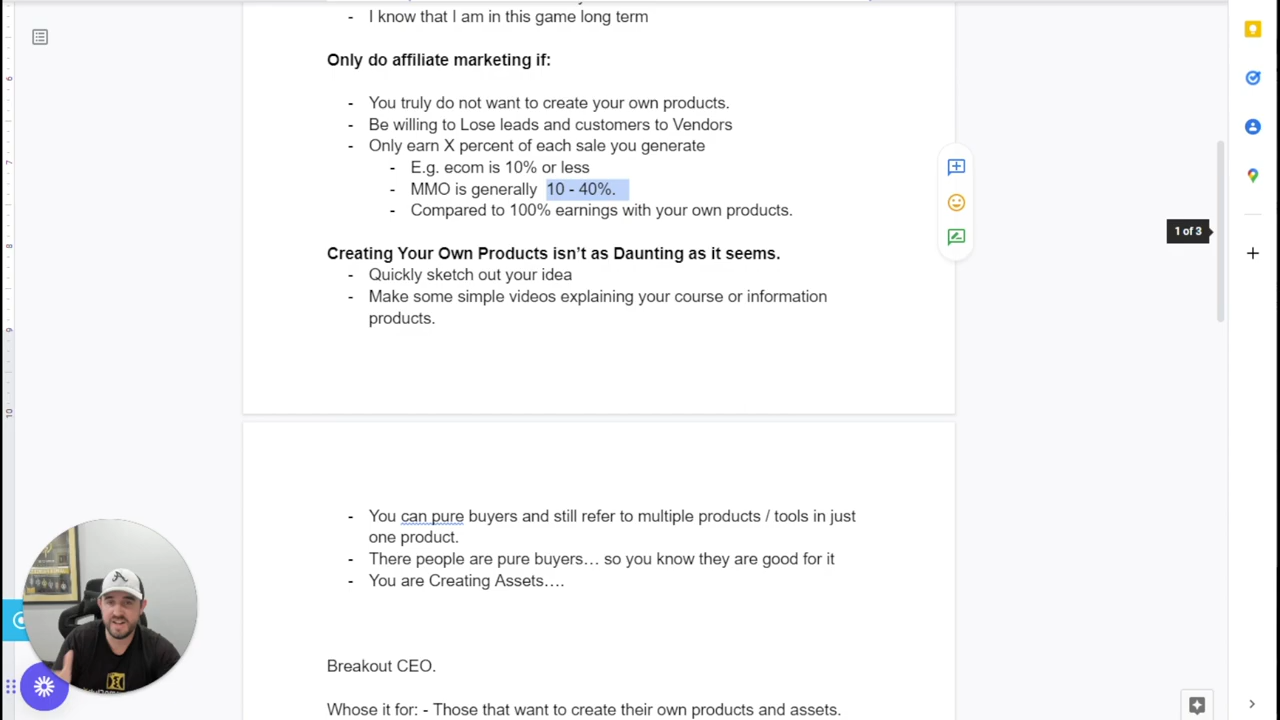 - I know that I am in this game long term
Only do affiliate marketing if:
- You truly do not want to create your own products.
- Be willing to Lose leads and customers to Vendors
- Only earn X percent of each sale you generate
- E.g. ecom is 10% or less
- MMO is generally 10 - 40%.
- Compared to 100% earnings with your own products.
1 of 3
Creating Your Own Products isn’t as Daunting as it seems.
- Quickly sketch out your idea
- Make some simple videos explaining your course or information
products.
- You can pure buyers and still refer to multiple products / tools in just
one product.
- There people are pure buyers… so you know they are good for it
- You are Creating Assets….
Breakout CEO.
Whose it for: - Those that want to create their own products and assets.
6
7
8
9
10